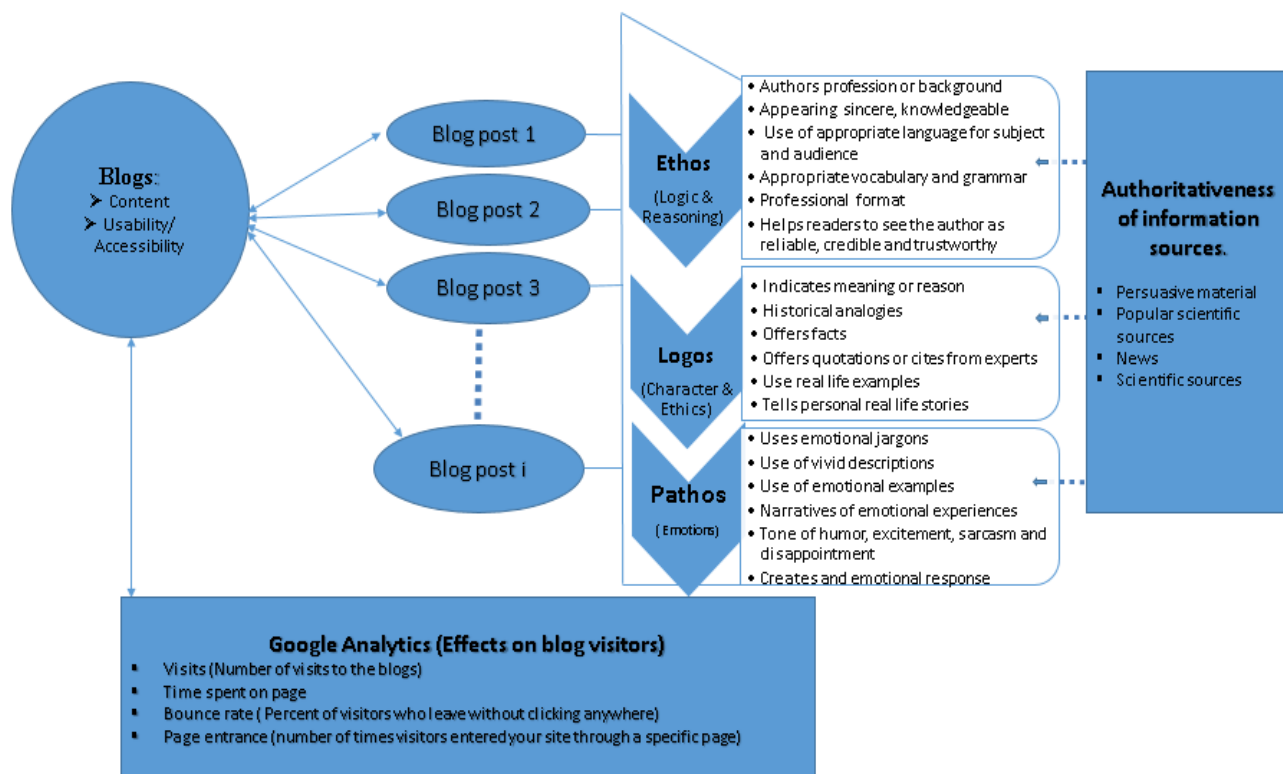 Blogs:
➤ Content
➤ Usability/
Accessibility
Blog post 1
Blog post 2
Blog post 3
Blog post i
Ethos
(Logic &
Reasoning)
• Authors profession or background
• Appearing sincere, knowledgeable
• Use of appropriate language for subject
and audience
• Appropriate vocabulary and grammar
• Professional format
• Helps readers to see the author as
reliable, credible and trustworthy
Logos
(Character &
Ethics)
• Indicates meaning or reason
• Historical analogies
• Offers facts
• Offers quotations or cites from experts
• Use real life examples
• Tells personal real life stories
Pathos
( Emotions)
• Uses emotional jargons
• Use of vivid descriptions
• Use of emotional examples
• Narratives of emotional experiences
• Tone of humor, excitement, sarcasm and
disappointment
• Creates and emotional response
Authoritativeness
of information
sources.
▪ Persuasive material
▪ Popular scientific
sources
▪ News
▪ Scientific sources
Google Analytics (Effects on blog visitors)
▪ Visits (Number of visits to the blogs)
▪ Time spent on page
▪ Bounce rate ( Percent of visitors who leave without clicking anywhere)
▪ Page entrance (number of times visitors entered your site through a specific page)